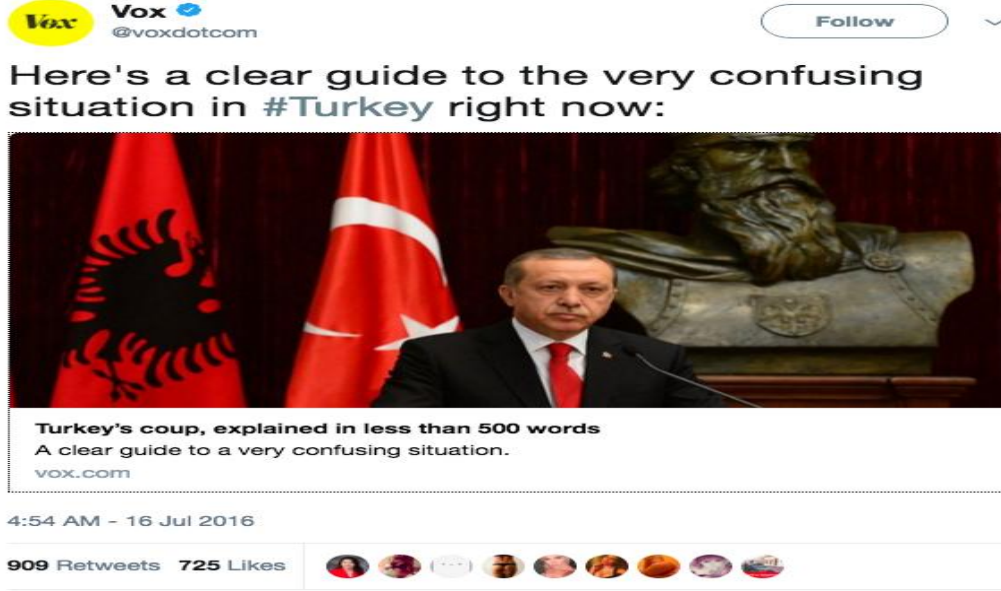 Vox
Vox
@voxdotcom
Follow
Here's a clear guide to the very confusing
situation in #Turkey right now:
Turkey's coup, explained in less than 500 words
A clear guide to a very confusing situation.
vox.com
4:54 AM - 16 Jul 2016
909 Retweets 725 Likes